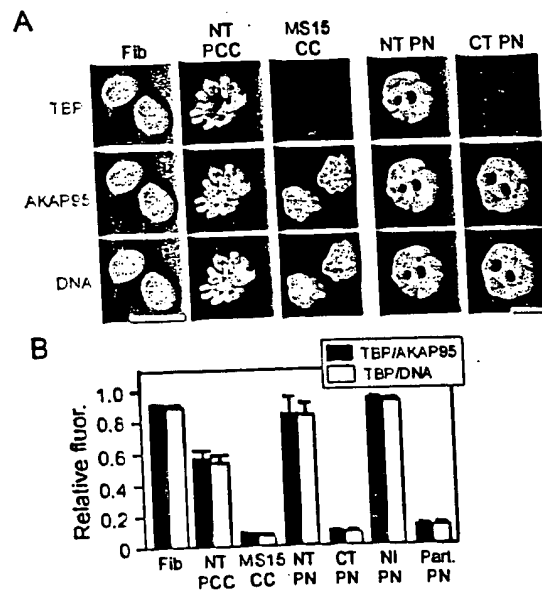 A
Fib
NT PCC
MS15 CC
NT PN
CT PN
TBP
AKAP95
DNA
B
TBP/AKAP95
TBP/DNA
Relative fluor.
1.0
0.8
0.6
0.4
0.2
0
Fib
NT PCC
MS15 CC
NT PN
CT PN
NI PN
Part. PN